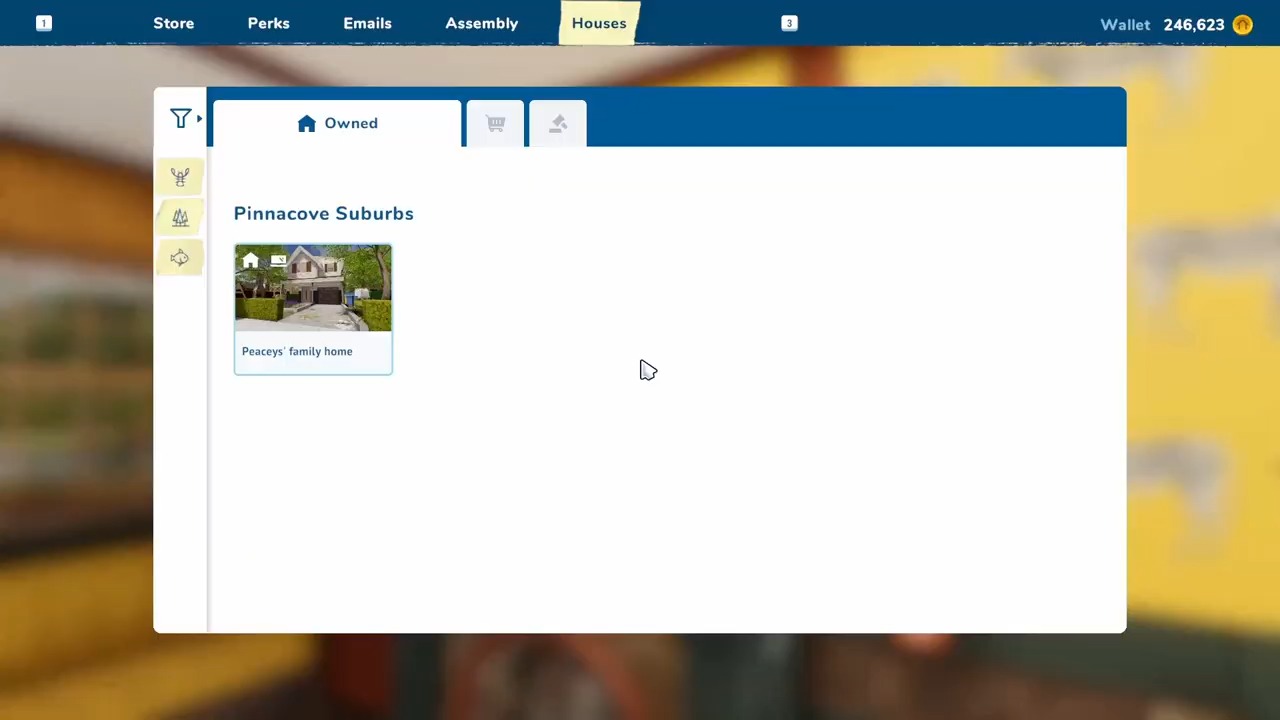 1
Store
Perks
Emails
Assembly
Houses
3
Wallet 246,623
Owned
Pinnacove Suburbs
Peaceys' family home